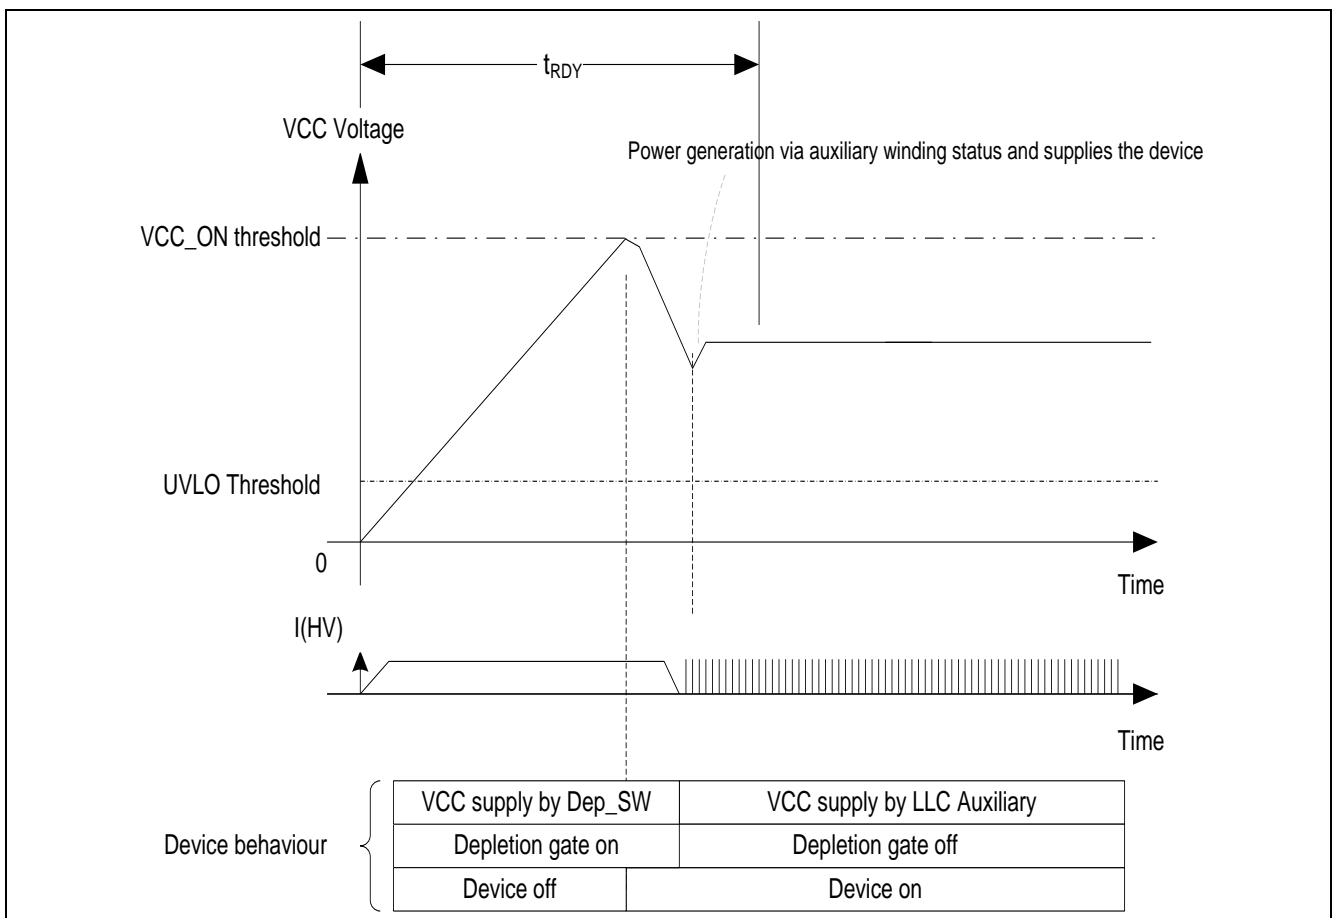 tRDY
VCC Voltage
Power generation via auxiliary winding status and supplies the device
VCC_ON threshold
UVLO Threshold
0
Time
I(HV)
Time
Device behaviour
VCC supply by Dep_SW
VCC supply by LLC Auxiliary
Depletion gate on
Depletion gate off
Device off
Device on